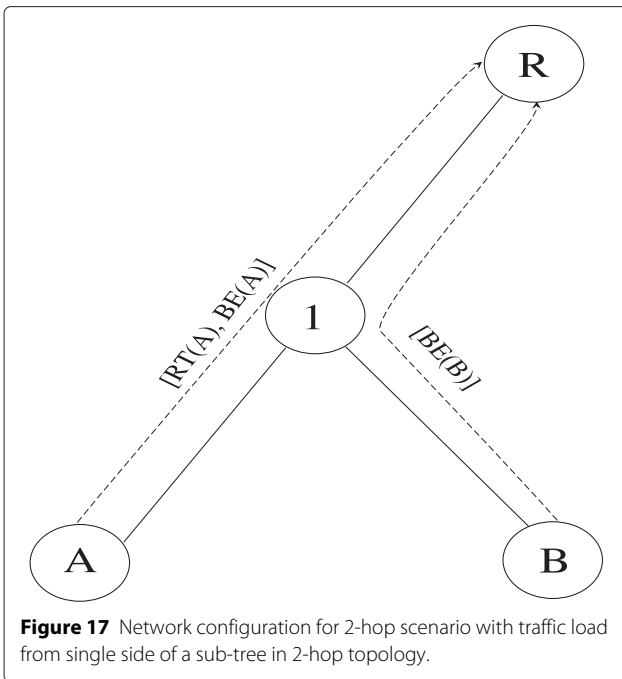 R
[RT(A), BE(A)]
1
[BE(B)]
A
B
Figure 17 Network configuration for 2-hop scenario with traffic load
from single side of a sub-tree in 2-hop topology.